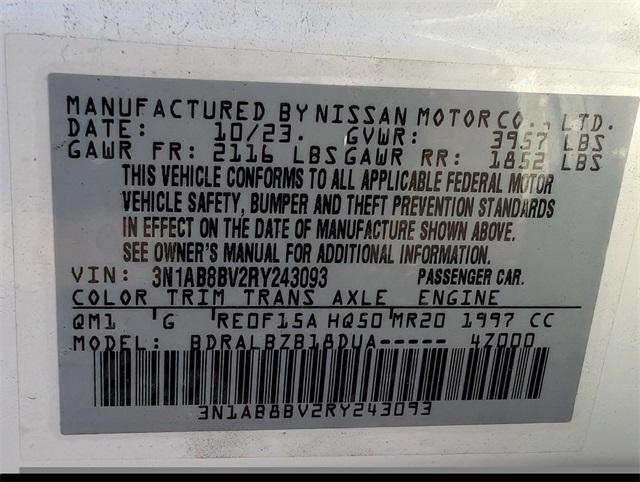 MANUFACTURED BY NISSAN MOTOR CO., LTD.
DATE: 10/23. GVWR: 3957 LBS
GAWR FR: 2116 LBS GAWR RR: 1852 LBS
THIS VEHICLE CONFORMS TO ALL APPLICABLE FEDERAL MOTOR
VEHICLE SAFETY, BUMPER AND THEFT PREVENTION STANDARDS
IN EFFECT ON THE DATE OF MANUFACTURE SHOWN ABOVE.
SEE OWNER'S MANUAL FOR ADDITIONAL INFORMATION.
VIN: 3N1AB8BV2RY243093 PASSENGER CAR.
COLOR TRIM TRANS AXLE ENGINE
QM1 G RE0F15A HQ50 MR20 1997 CC
MODEL: BDRALBZB18DUA----- 4Z000
3N1AB8BV2RY243093